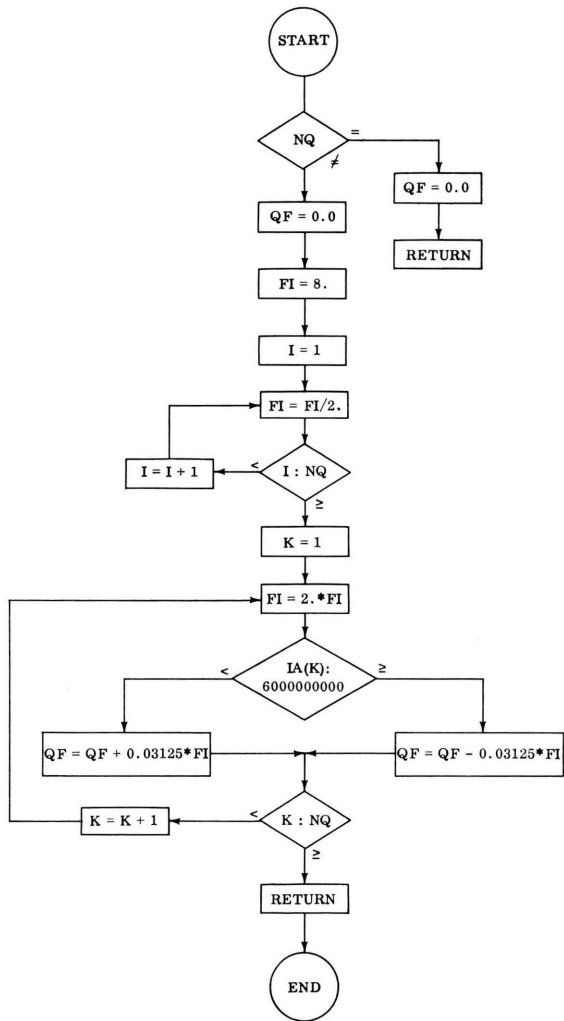 START
NQ
=
≠
QF = 0.0
QF = 0.0
RETURN
FI = 8.
I = 1
FI = FI/2.
I = I + 1
<
I : NQ
≥
K = 1
FI = 2.*FI
<
IA(K):
≥
6000000000
QF = QF + 0.03125*FI
QF = QF - 0.03125*FI
K = K + 1
<
K : NQ
≥
RETURN
END